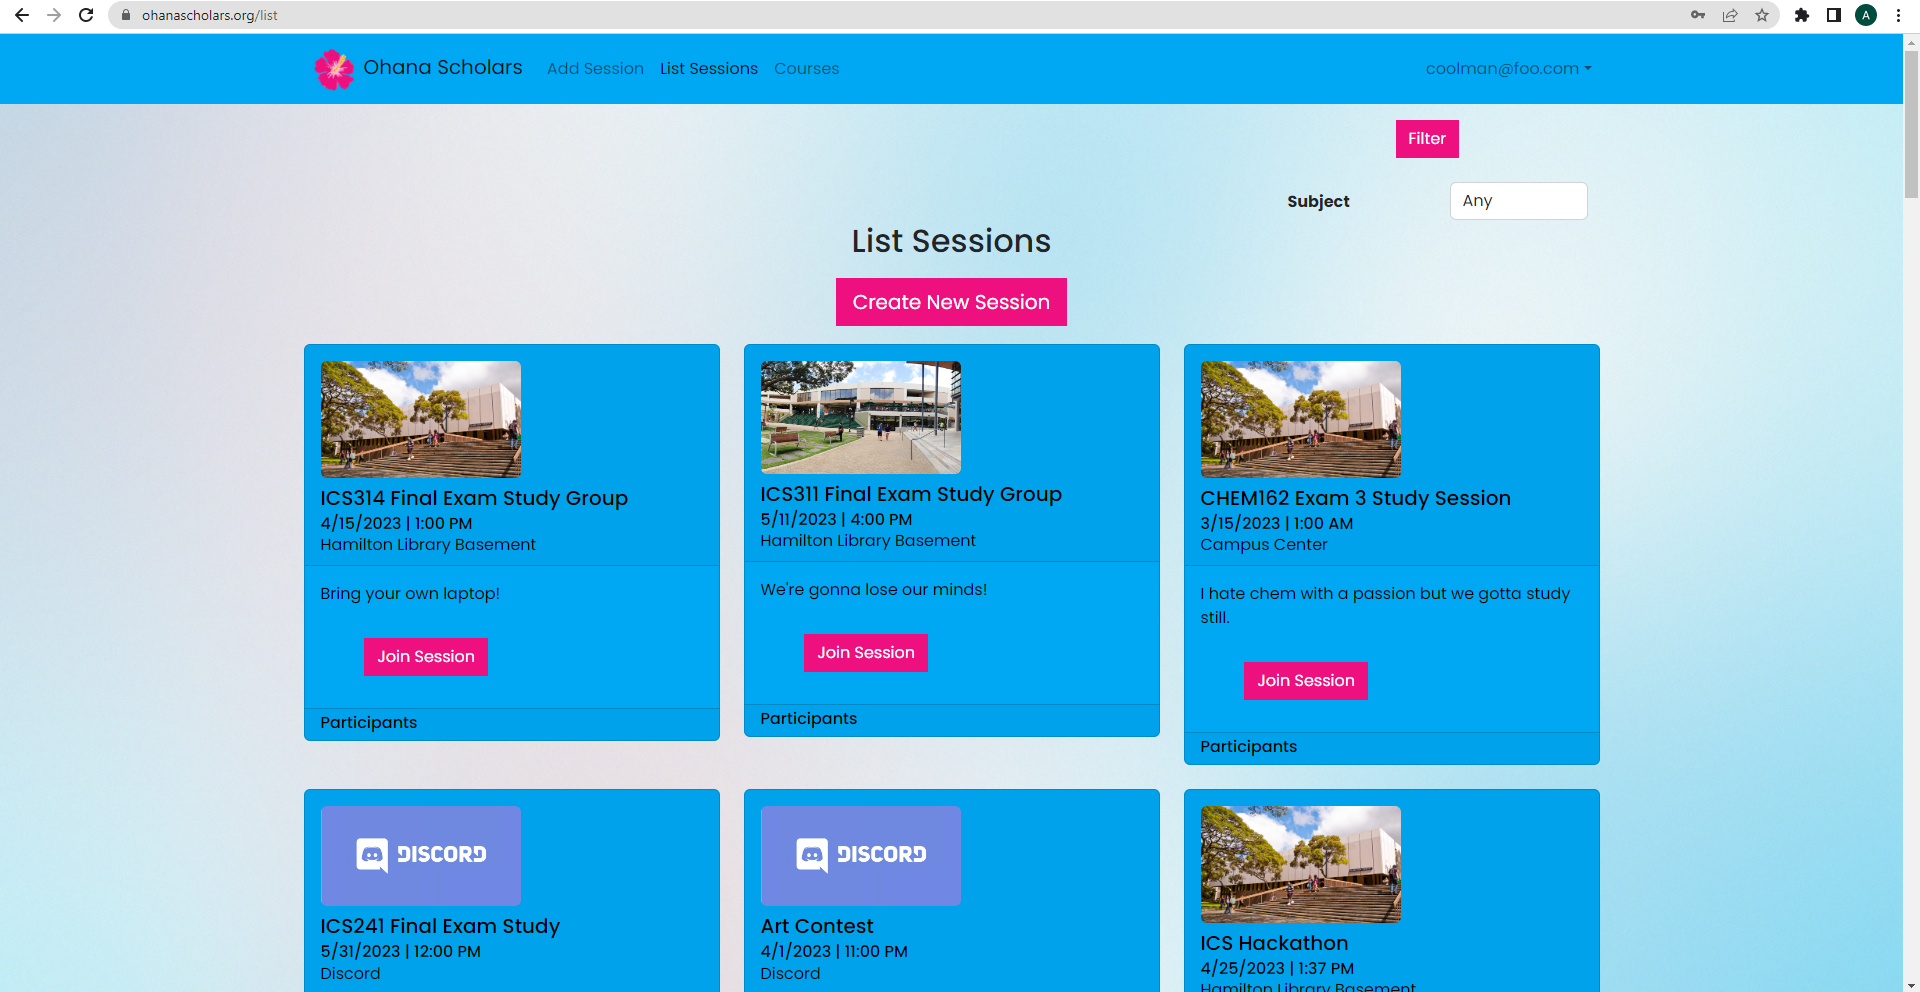 ohanascholars.org/list
A
Ohana Scholars
Add Session
List Sessions
Courses
coolman@foo.com
Filter
Subject
Any
List Sessions
Create New Session
ICS314 Final Exam Study Group
4/15/2023 | 1:00 PM
Hamilton Library Basement
Bring your own laptop!
Join Session
Participants
ICS311 Final Exam Study Group
5/11/2023 | 4:00 PM
Hamilton Library Basement
We're gonna lose our minds!
Join Session
Participants
CHEM162 Exam 3 Study Session
3/15/2023 | 1:00 AM
Campus Center
I hate chem with a passion but we gotta study
still.
Join Session
Participants
DISCORD
ICS241 Final Exam Study
5/31/2023 | 12:00 PM
Discord
DISCORD
Art Contest
4/1/2023 | 11:00 PM
Discord
ICS Hackathon
4/25/2023 | 1:37 PM
Hamilton Library Basement